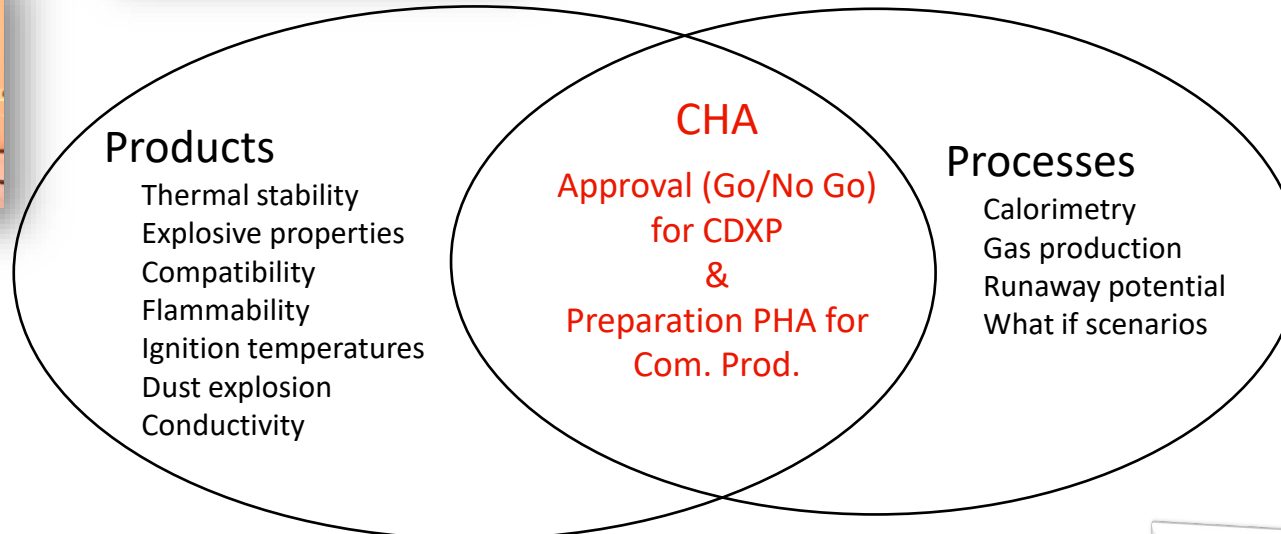 Products
Thermal stability
Explosive properties
Compatibility
Flammability
Ignition temperatures
Dust explosion
Conductivity
CHA
Approval (Go/No Go)
for CDXP
&
Preparation PHA for
Com. Prod.
Processes
Calorimetry
Gas production
Runaway potential
What if scenarios